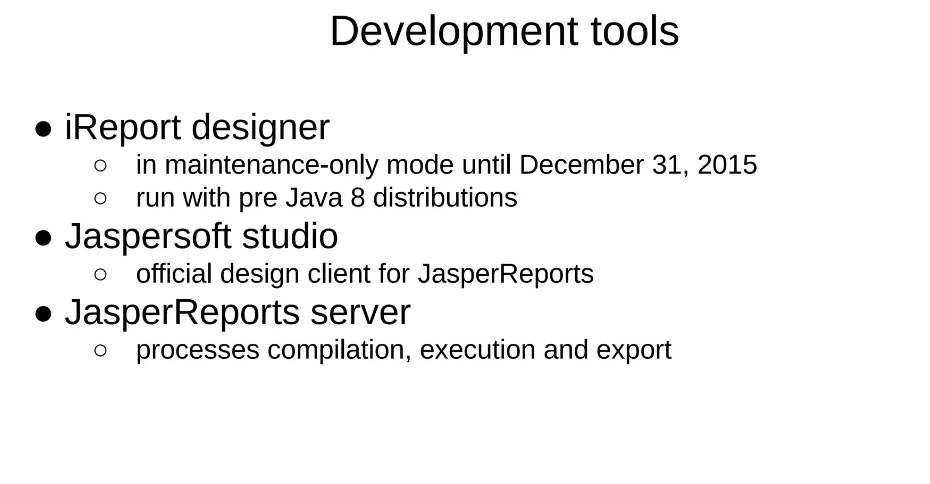 Development tools
● iReport designer
○ in maintenance-only mode until December 31, 2015
○ run with pre Java 8 distributions
● Jaspersoft studio
○ official design client for JasperReports
● JasperReports server
○ processes compilation, execution and export